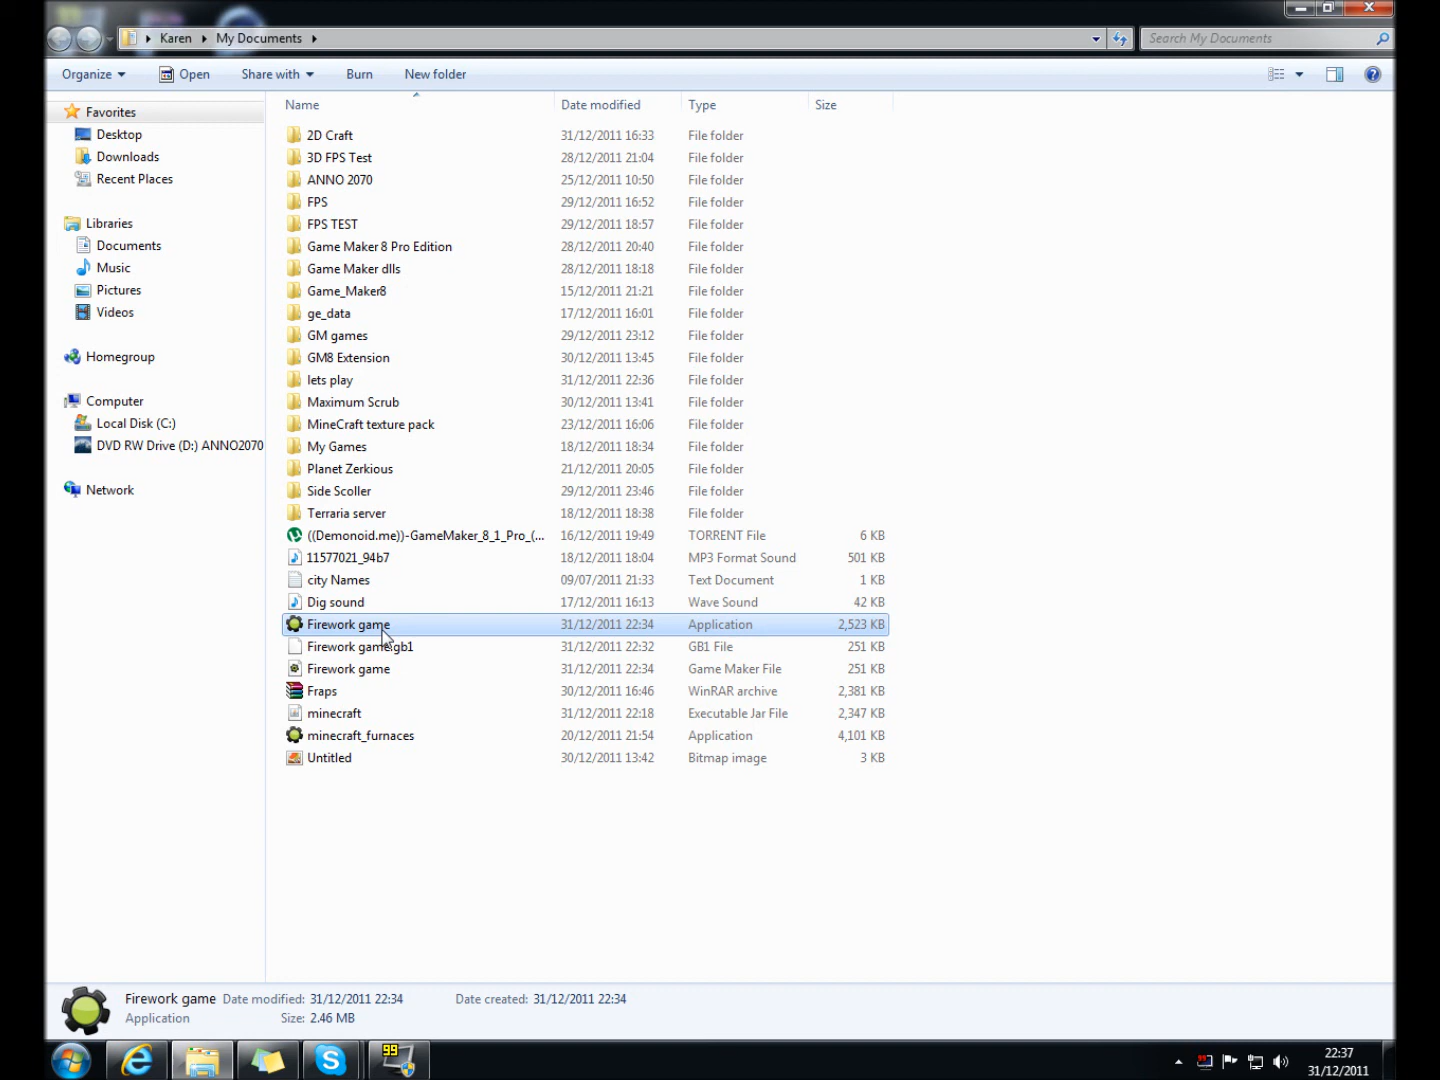 Karen My Documents Search My Documents
Organize Open Share with Burn New folder
Name Date modified Type Size
Favorites
Desktop
Downloads
Recent Places
Libraries
Documents
Music
Pictures
Videos
Homegroup
Computer
Local Disk (C:)
DVD RW Drive (D:) ANNO2070
Network
2D Craft 31/12/2011 16:33 File folder
3D FPS Test 28/12/2011 21:04 File folder
ANNO 2070 25/12/2011 10:50 File folder
FPS 29/12/2011 16:52 File folder
FPS TEST 29/12/2011 18:57 File folder
Game Maker 8 Pro Edition 28/12/2011 20:40 File folder
Game Maker dlls 28/12/2011 18:18 File folder
Game_Maker8 15/12/2011 21:21 File folder
ge_data 17/12/2011 16:01 File folder
GM games 29/12/2011 23:12 File folder
GM8 Extension 30/12/2011 13:45 File folder
lets play 31/12/2011 22:36 File folder
Maximum Scrub 30/12/2011 13:41 File folder
MineCraft texture pack 23/12/2011 16:06 File folder
My Games 18/12/2011 18:34 File folder
Planet Zerkious 21/12/2011 20:05 File folder
Side Scoller 29/12/2011 23:46 File folder
Terraria server 18/12/2011 18:38 File folder
((Demonoid.me))-GameMaker_8_1_Pro_(... 16/12/2011 19:49 TORRENT File 6 KB
11577021_94b7 18/12/2011 18:04 MP3 Format Sound 501 KB
city Names 09/07/2011 21:33 Text Document 1 KB
Dig sound 17/12/2011 16:13 Wave Sound 42 KB
Firework game 31/12/2011 22:34 Application 2,523 KB
Firework game.gb1 31/12/2011 22:32 GB1 File 251 KB
Firework game 31/12/2011 22:34 Game Maker File 251 KB
Fraps 30/12/2011 16:46 WinRAR archive 2,381 KB
minecraft 31/12/2011 22:18 Executable Jar File 2,347 KB
minecraft_furnaces 20/12/2011 21:54 Application 4,101 KB
Untitled 30/12/2011 13:42 Bitmap image 3 KB
Firework game Date modified: 31/12/2011 22:34 Date created: 31/12/2011 22:34
Application Size: 2.46 MB
99
22:37
31/12/2011